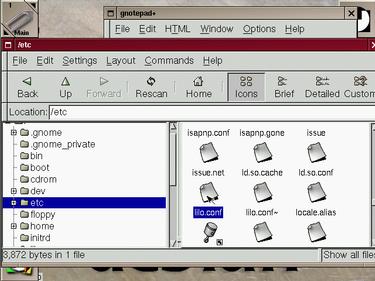 1
Main
gnotepad+
File Edit HTML Window Options Help
/etc
File Edit Settings Layout Commands Help
Back Up Forward Rescan Home Icons Brief Detailed Custom
Location: /etc
.gnome
.gnome_private
bin
boot
cdrom
dev
etc
floppy
home
initrd
isapnp.conf isapnp.gone issue
issue.net ld.so.cache ld.so.conf
lilo.conf lilo.conf~ locale.alias
3,872 bytes in 1 file
Show all files